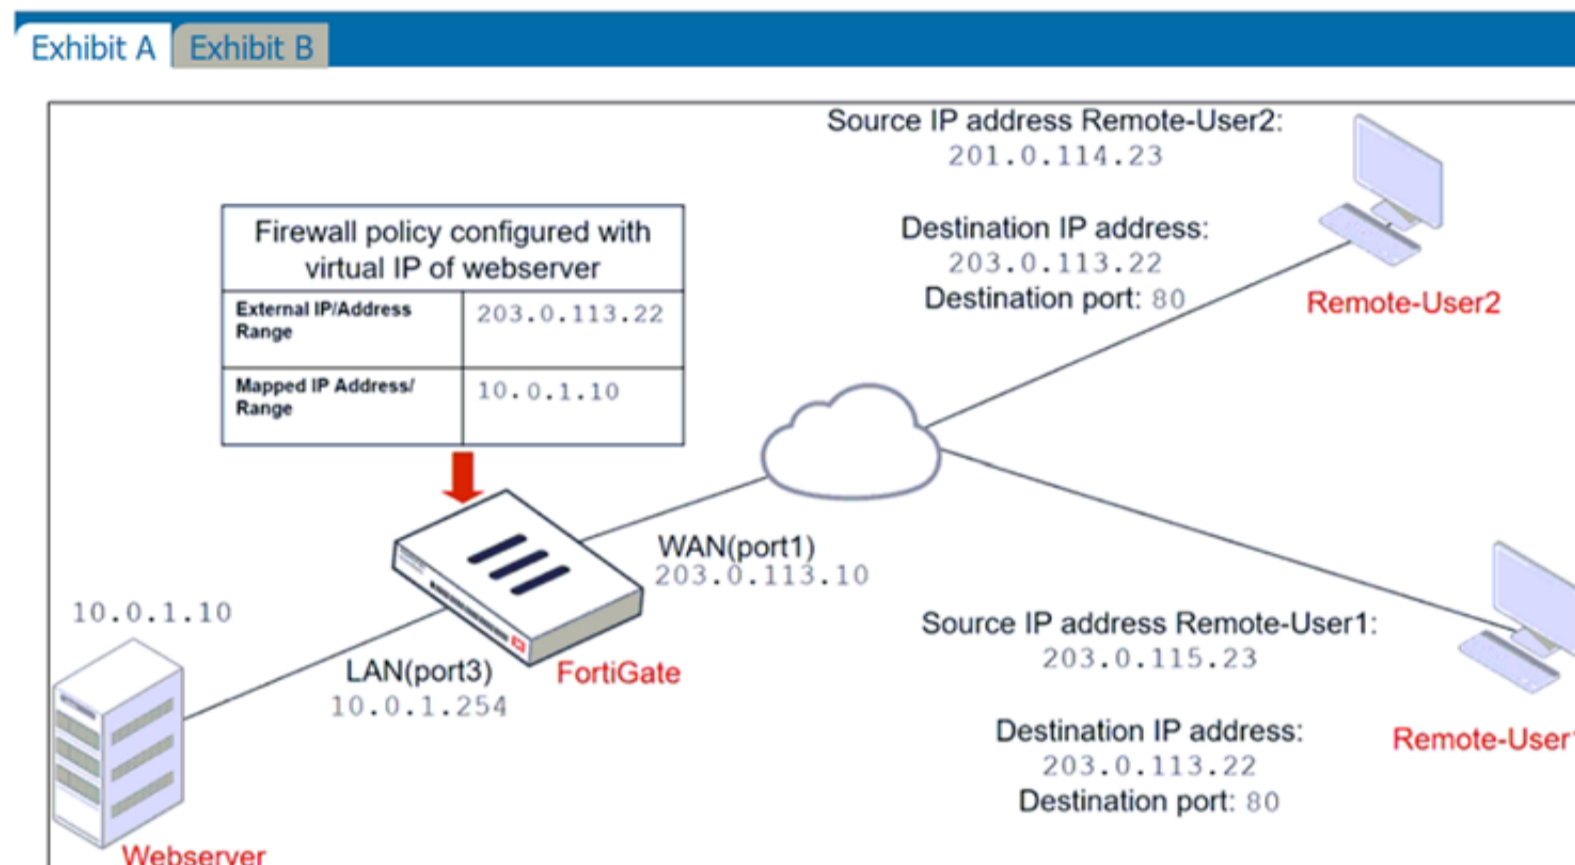 Exhibit A
Exhibit B
Source IP address Remote-User2:
201.0.114.23
Destination IP address:
203.0.113.22
Destination port: 80
Remote-User2
Firewall policy configured with
virtual IP of webserver
External IP/Address
Range
203.0.113.22
Mapped IP Address/
Range
10.0.1.10
WAN(port1)
203.0.113.10
10.0.1.10
LAN(port3)
10.0.1.254
FortiGate
Source IP address Remote-User1:
203.0.115.23
Destination IP address:
203.0.113.22
Destination port: 80
Remote-User1
Webserver